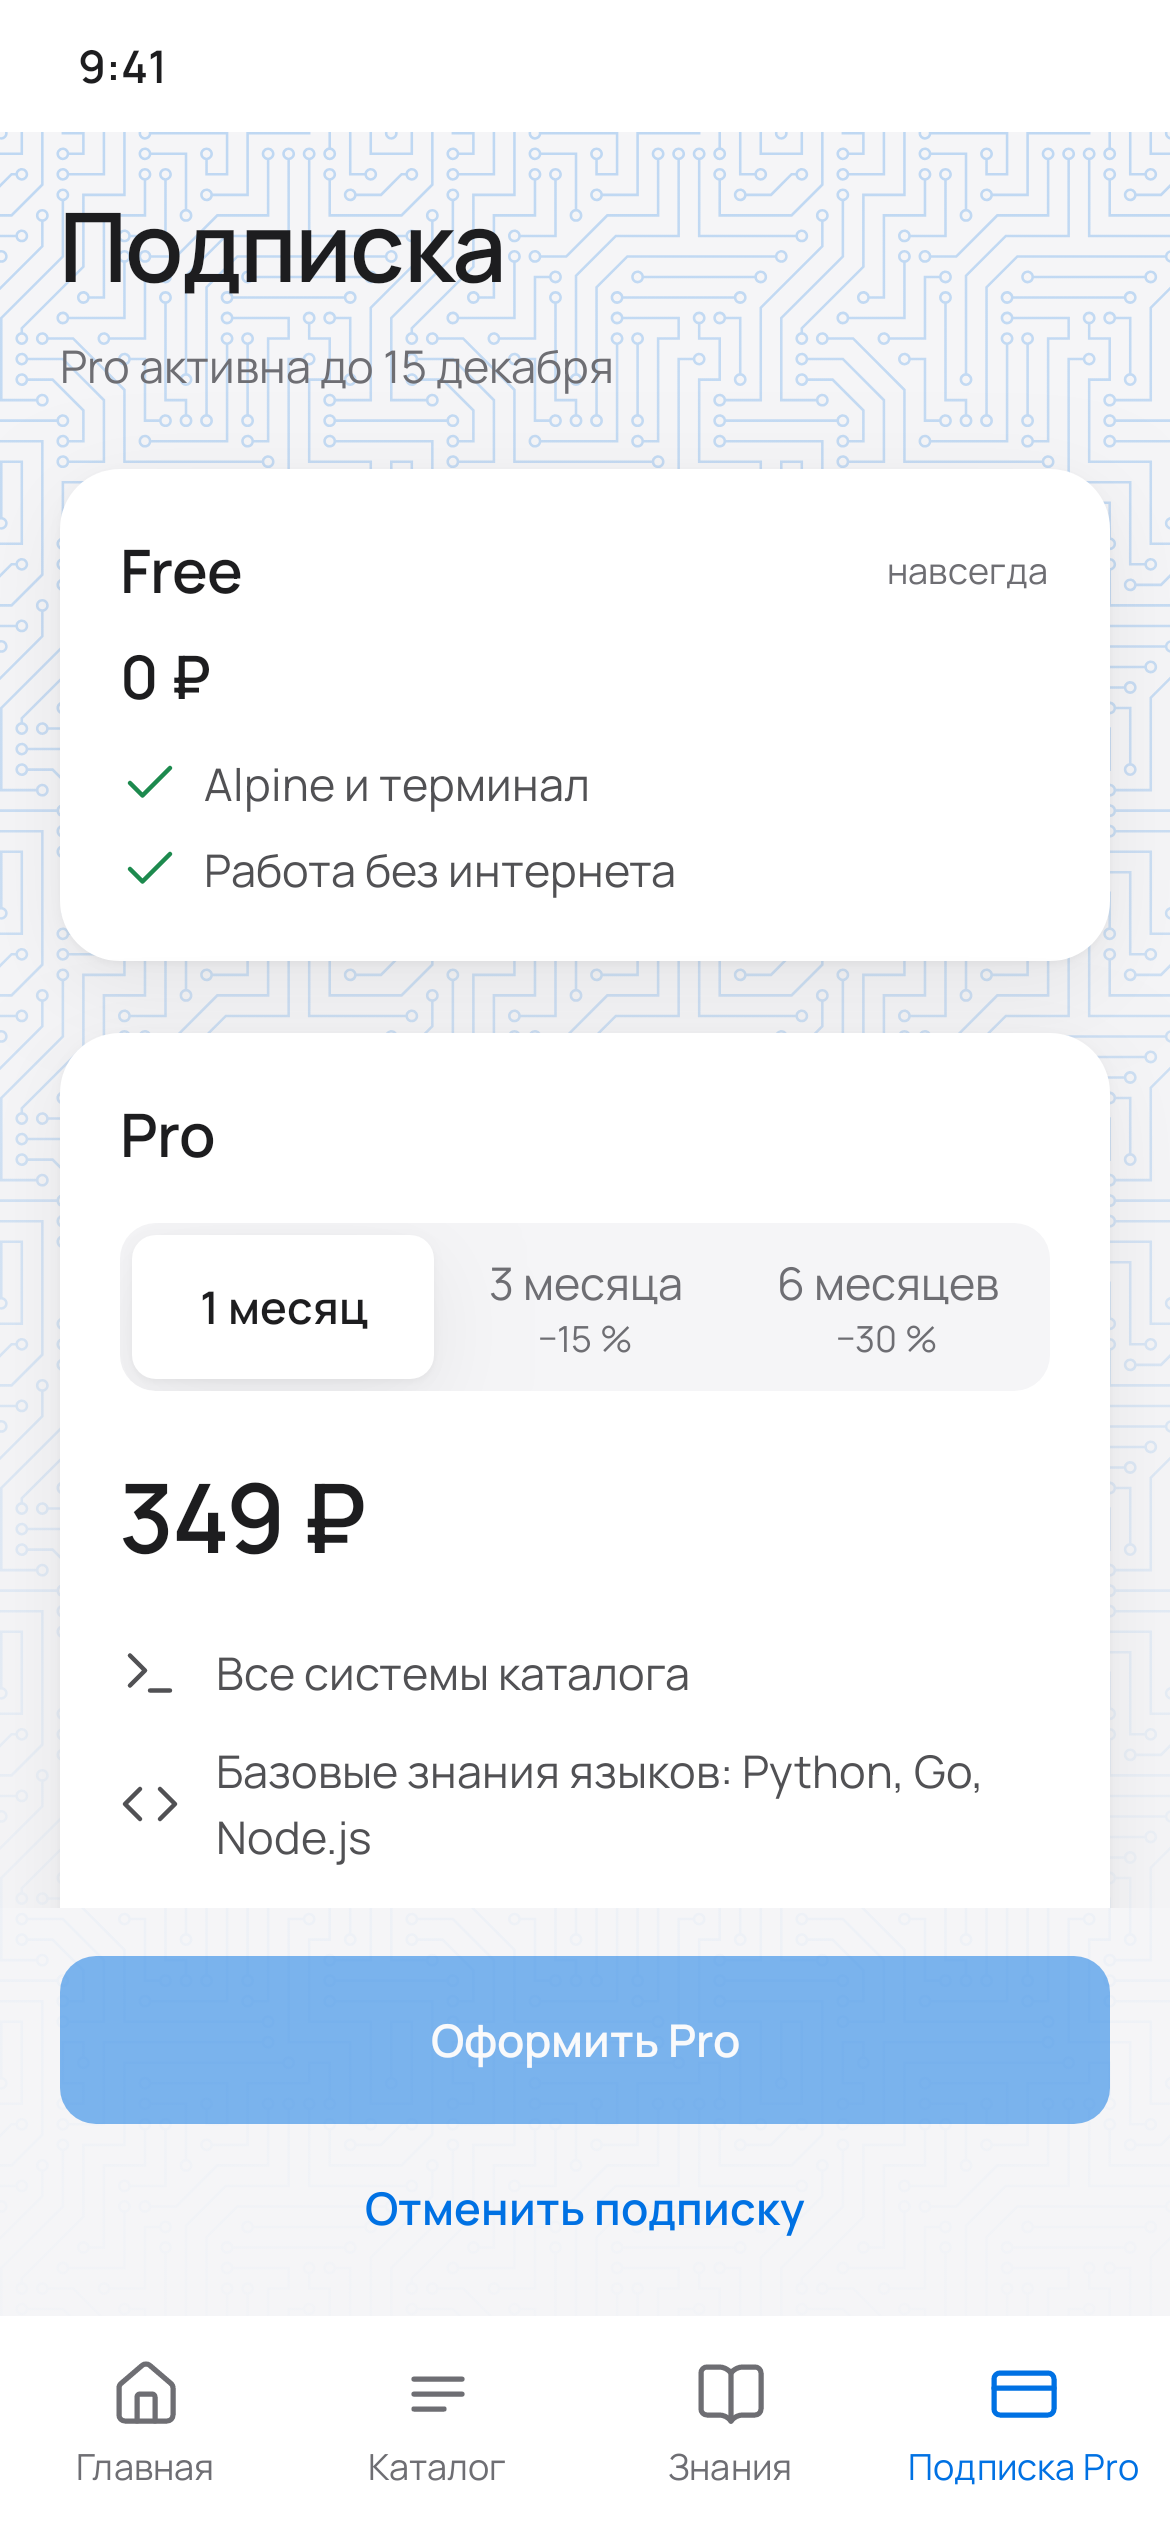 9:41
Подписка
Pro активна до 15 декабря
Free
навсегда
0 ₽
Alpine и терминал
Работа без интернета
Pro
1 месяц
3 месяца
−15 %
6 месяцев
−30 %
349 ₽
Все системы каталога
Базовые знания языков: Python, Go,
Node.js
Оформить Pro
Отменить подписку
Главная
Каталог
Знания
Подписка Pro